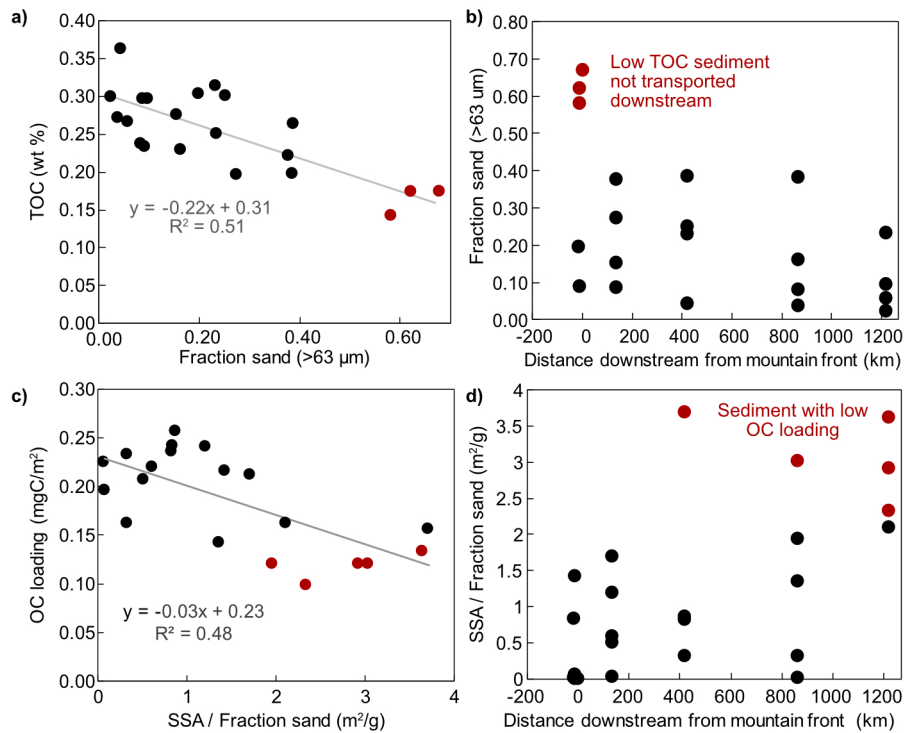 a)
TOC (wt %)
0.40
0.35
0.30
0.25
0.20
0.15
0.10
0.05
0.00
y = -0.22x + 0.31
R² = 0.51
0.00 0.20 0.40 0.60
Fraction sand (>63 µm)
b)
Fraction sand (>63 um)
0.80
0.70
0.60
0.50
0.40
0.30
0.20
0.10
0.00
Low TOC sediment
not transported
downstream
-200 0 200 400 600 800 1000 1200
Distance downstream from mountain front (km)
c)
OC loading (mgC/m²)
0.30
0.25
0.20
0.15
0.10
0.05
0.00
y = -0.03x + 0.23
R² = 0.48
0 1 2 3 4
SSA / Fraction sand (m²/g)
d)
SSA / Fraction sand (m²/g)
4
3.5
3
2.5
2
1.5
1
0.5
0
Sediment with low
OC loading
-200 0 200 400 600 800 1000 1200
Distance downstream from mountain front (km)